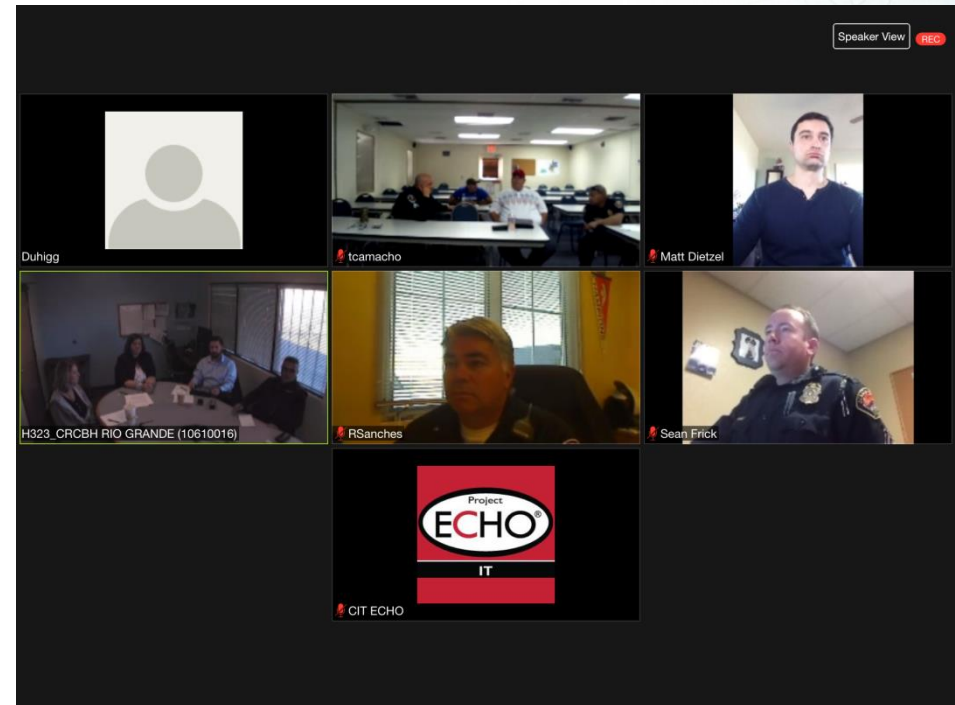 Speaker View
REC
Duhigg
tcamacho
Matt Dietzel
H323_CRCBH RIO GRANDE (10610016)
RSanches
Sean Frick
Project
ECHO®
IT
CIT ECHO